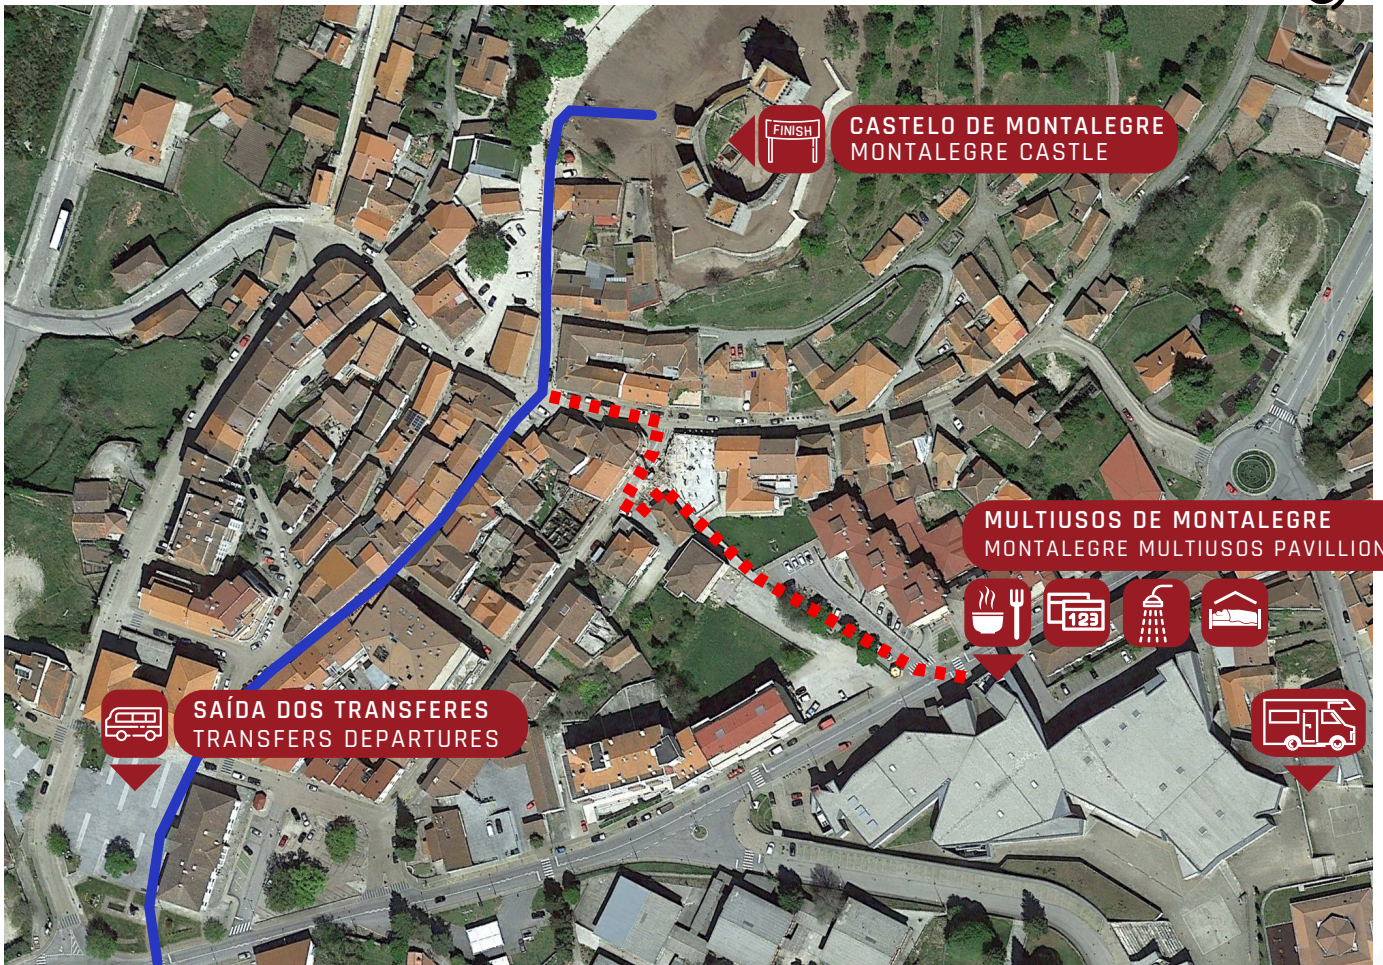 FINISH
CASTELO DE MONTALEGRE
MONTALEGRE CASTLE
MULTIUSOS DE MONTALEGRE
MONTALEGRE MULTIUSOS PAVILLION
123
SAÍDA DOS TRANSFERES
TRANSFERS DEPARTURES